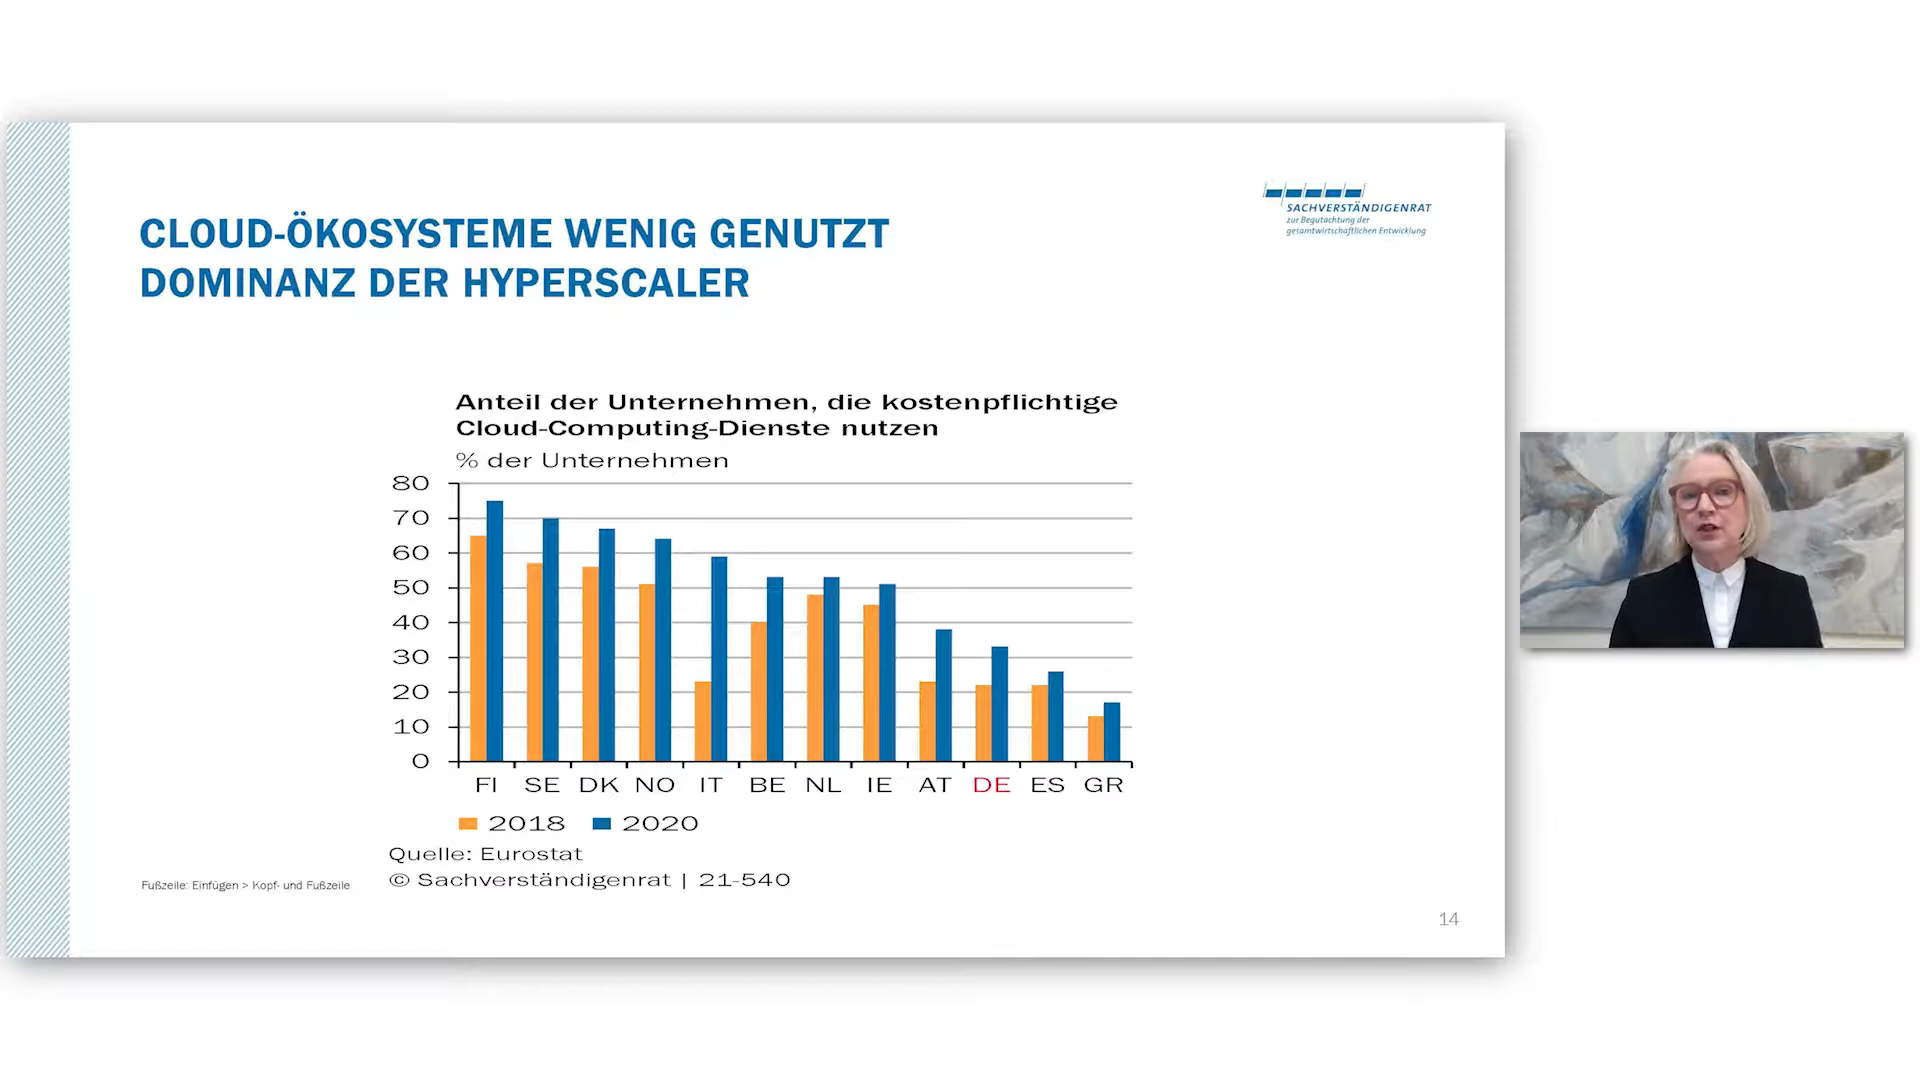 CLOUD-ÖKOSYSTEME WENIG GENUTZT
DOMINANZ DER HYPERSCALER
SACHVERSTÄNDIGENRAT
zur Begutachtung der
gesamtwirtschaftlichen Entwicklung
Anteil der Unternehmen, die kostenpflichtige
Cloud-Computing-Dienste nutzen
% der Unternehmen
80
70
60
50
40
30
20
10
0
FI SE DK NO IT BE NL IE AT DE ES GR
2018 2020
Quelle: Eurostat
© Sachverständigenrat | 21-540
Fußzeile: Einfügen > Kopf- und Fußzeile
14